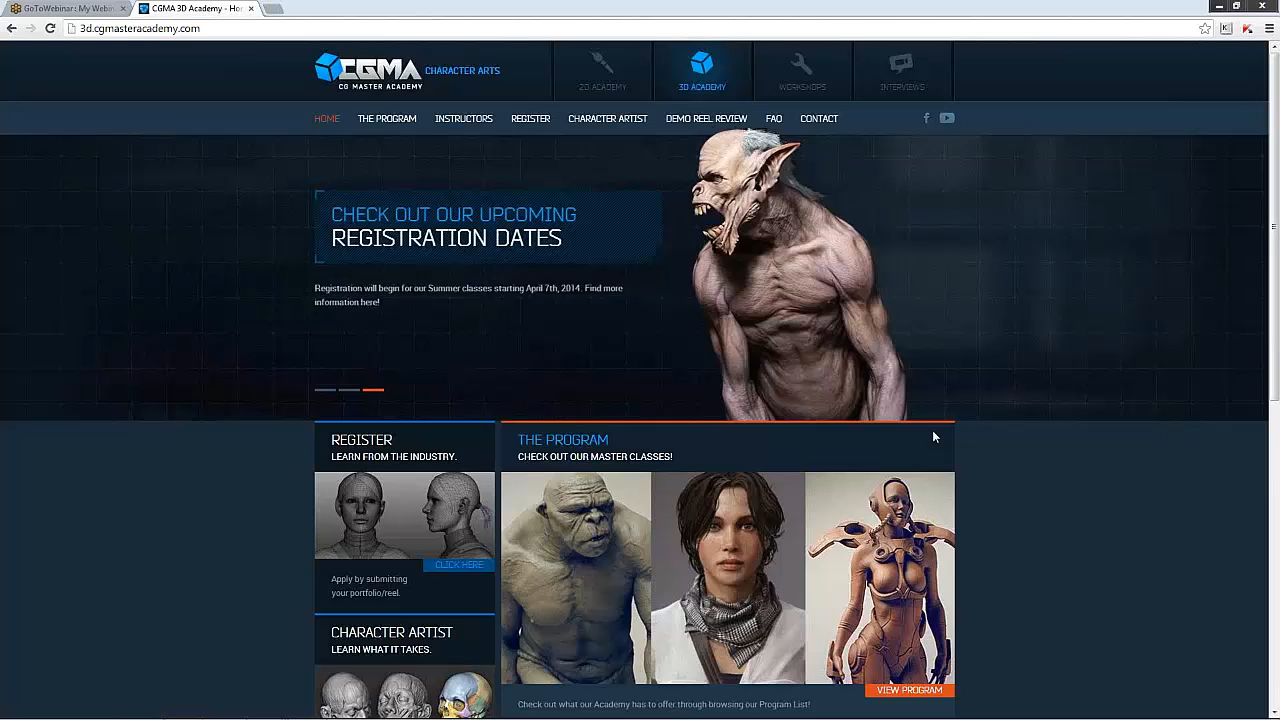 GoToWebinar : My Webin
CGMA 3D Academy - Ho
3d.cgmasteracademy.com
CGMA CHARACTER ARTS
CG MASTER ACADEMY
2D ACADEMY
3D ACADEMY
WORKSHOPS
INTERVIEWS
HOME THE PROGRAM INSTRUCTORS REGISTER CHARACTER ARTIST DEMO REEL REVIEW FAQ CONTACT
CHECK OUT OUR UPCOMING
REGISTRATION DATES
Registration will begin for our Summer classes starting April 7th, 2014. Find more
information here!
REGISTER
LEARN FROM THE INDUSTRY.
CLICK HERE
Apply by submitting
your portfolio/reel.
CHARACTER ARTIST
LEARN WHAT IT TAKES.
THE PROGRAM
CHECK OUT OUR MASTER CLASSES!
VIEW PROGRAM
Check out what our Academy has to offer through browsing our Program List!